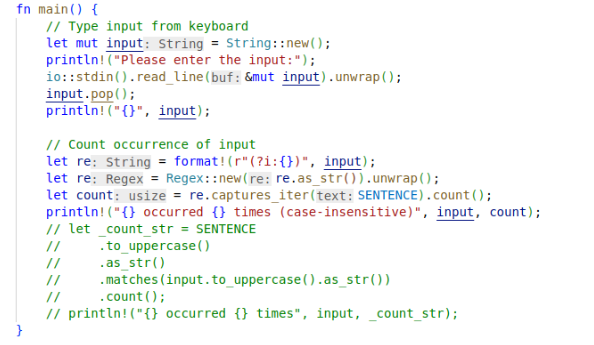 fn main() {
// Type input from keyboard
let mut input: String = String::new();
println!("Please enter the input:");
io::stdin().read_line(buf: &mut input).unwrap();
input.pop();
println!("{}", input);
// Count occurrence of input
let re: String = format!(r"(?i:{})", input);
let re: Regex = Regex::new(re: re.as_str()).unwrap();
let count: usize = re.captures_iter(text: SENTENCE).count();
println!("{} occurred {} times (case-insensitive)", input, count);
// let _count_str = SENTENCE
//     .to_uppercase()
//     .as_str()
//     .matches(input.to_uppercase().as_str())
//     .count();
// println!("{} occurred {} times", input, _count_str);
}